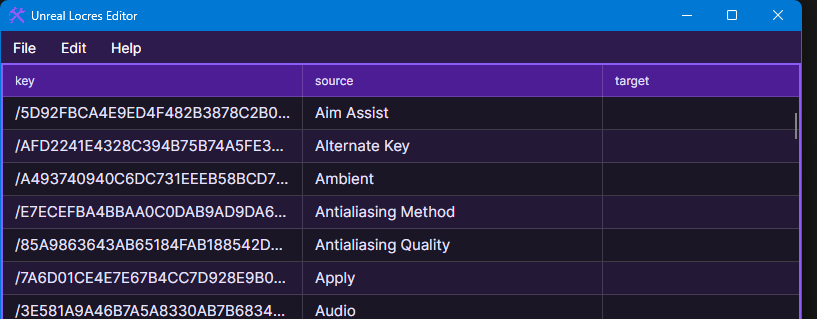 Unreal Locres Editor
File Edit Help
key source target
/5D92FBCA4E9ED4F482B3878C2B0... Aim Assist
/AFD2241E4328C394B75B74A5FE3... Alternate Key
/A493740940C6DC731EEEB58BCD7... Ambient
/E7ECEFBA4BBAA0C0DAB9AD9DA6... Antialiasing Method
/85A9863643AB65184FAB188542D... Antialiasing Quality
/7A6D01CE4E7E67B4CC7D928E9B0... Apply
/3E581A9A46B7A5A8330AB7B6834... Audio